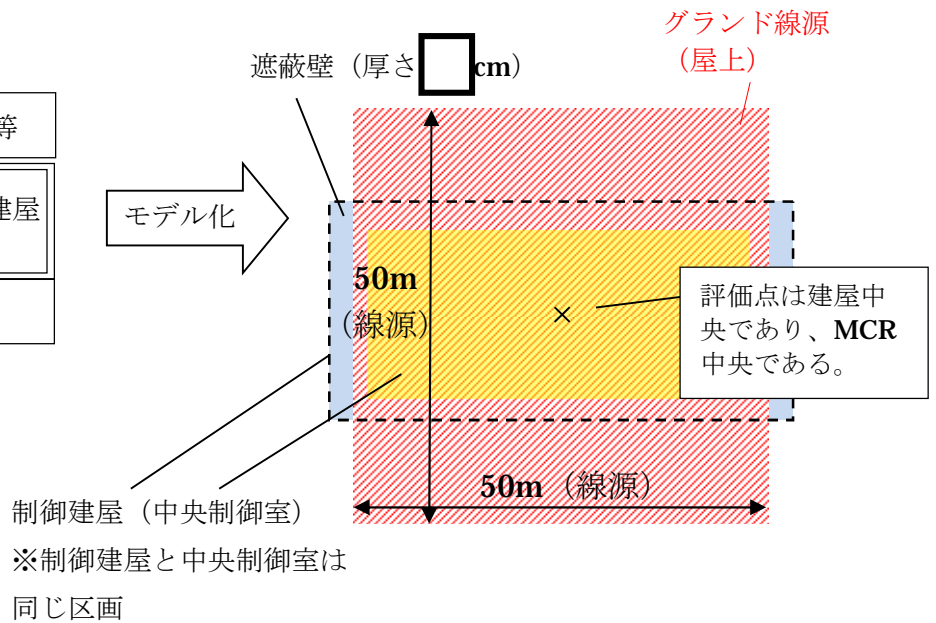 グランド線源
（屋上）
遮蔽壁（厚さ cm）
等
建屋
モデル化
50m
（線源）
×
評価点は建屋中
央であり、MCR
中央である。
50m（線源）
制御建屋（中央制御室）
※制御建屋と中央制御室は
同じ区画